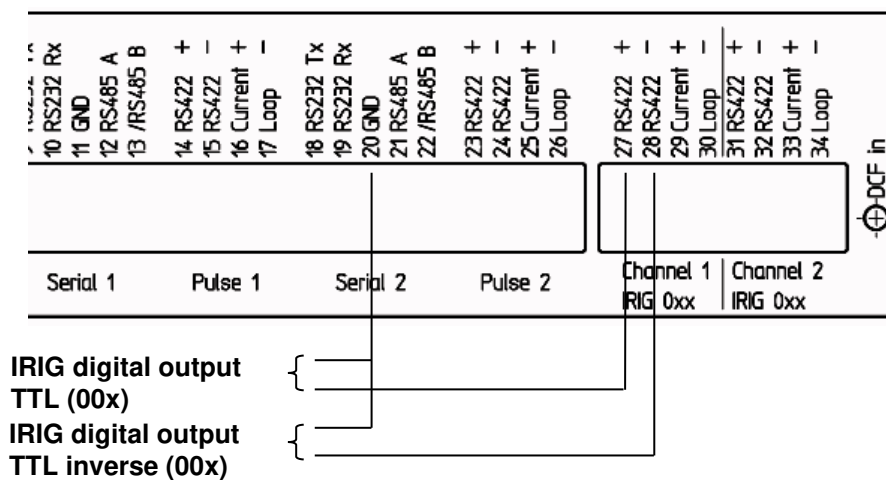 10 RS232 Rx
11 GND
12 RS485 A
13 /RS485 B
14 RS422 +
15 RS422 -
16 Current +
17 Loop -
18 RS232 Tx
19 RS232 Rx
20 GND
21 RS485 A
22 /RS485 B
23 RS422 +
24 RS422 -
25 Current +
26 Loop -
27 RS422 +
28 RS422 -
29 Current +
30 Loop -
31 RS422 +
32 RS422 -
33 Current +
34 Loop -
DCF in
Serial 1
Pulse 1
Serial 2
Pulse 2
Channel 1
IRIG 0xx
Channel 2
IRIG 0xx
IRIG digital output
TTL (00x)
IRIG digital output
TTL inverse (00x)